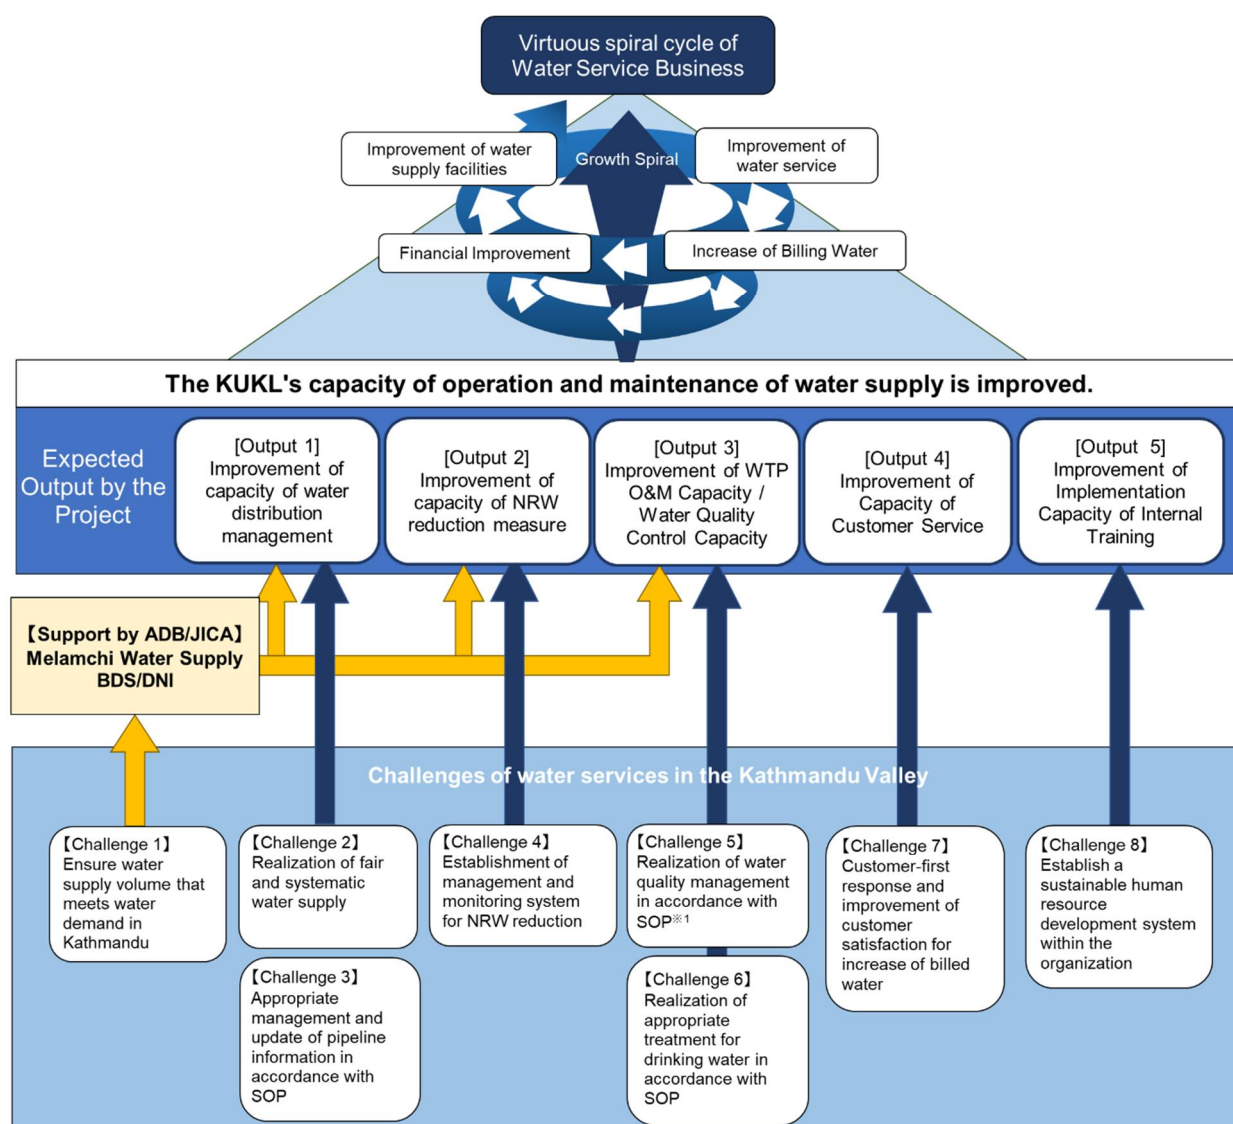 Virtuous spiral cycle of
Water Service Business
Improvement of water
supply facilities
Growth Spiral
Improvement of
water service
Financial Improvement
Increase of Billing Water
The KUKL's capacity of operation and maintenance of water supply is improved.
Expected
Output by the
Project
[Output 1]
Improvement of
capacity of water
distribution
management
[Output 2]
Improvement of
capacity of NRW
reduction measure
[Output 3]
Improvement of WTP
O&M Capacity /
Water Quality
Control Capacity
[Output 4]
Improvement of
Capacity of
Customer Service
[Output 5]
Improvement of
Implementation
Capacity of Internal
Training
【Support by ADB/JICA】
Melamchi Water Supply
BDS/DNI
Challenges of water services in the Kathmandu Valley
【Challenge 1】
Ensure water
supply volume that
meets water
demand in
Kathmandu
【Challenge 2】
Realization of fair
and systematic
water supply
【Challenge 3】
Appropriate
management and
update of pipeline
information in
accordance with
SOP
【Challenge 4】
Establishment of
management and
monitoring system
for NRW reduction
【Challenge 5】
Realization of water
quality management
in accordance with
SOP※1
【Challenge 6】
Realization of
appropriate
treatment for
drinking water in
accordance with
SOP
【Challenge 7】
Customer-first
response and
improvement of
customer
satisfaction for
increase of billed
water
【Challenge 8】
Establish a
sustainable human
resource
development system
within the
organization